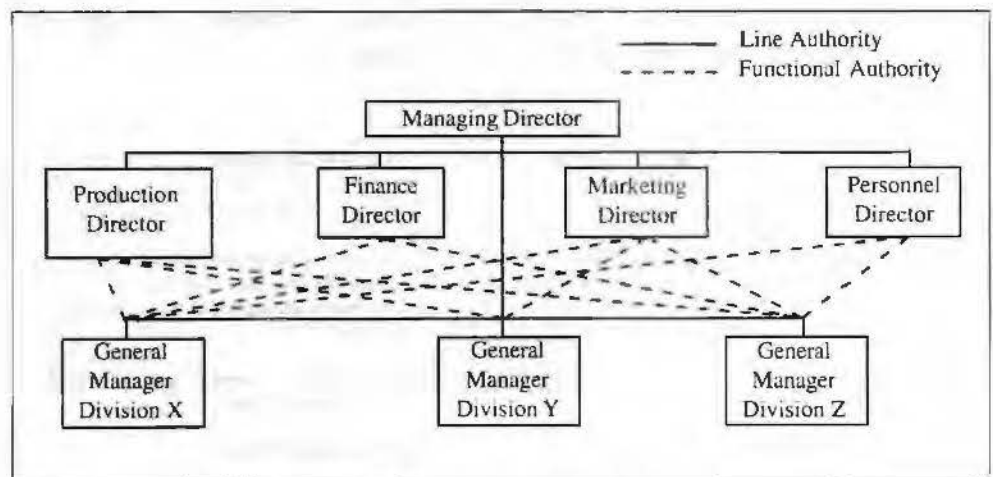 Line Authority
Functional Authority
Managing Director
Production
Director
Finance
Director
Marketing
Director
Personnel
Director
General
Manager
Division X
General
Manager
Division Y
General
Manager
Division Z